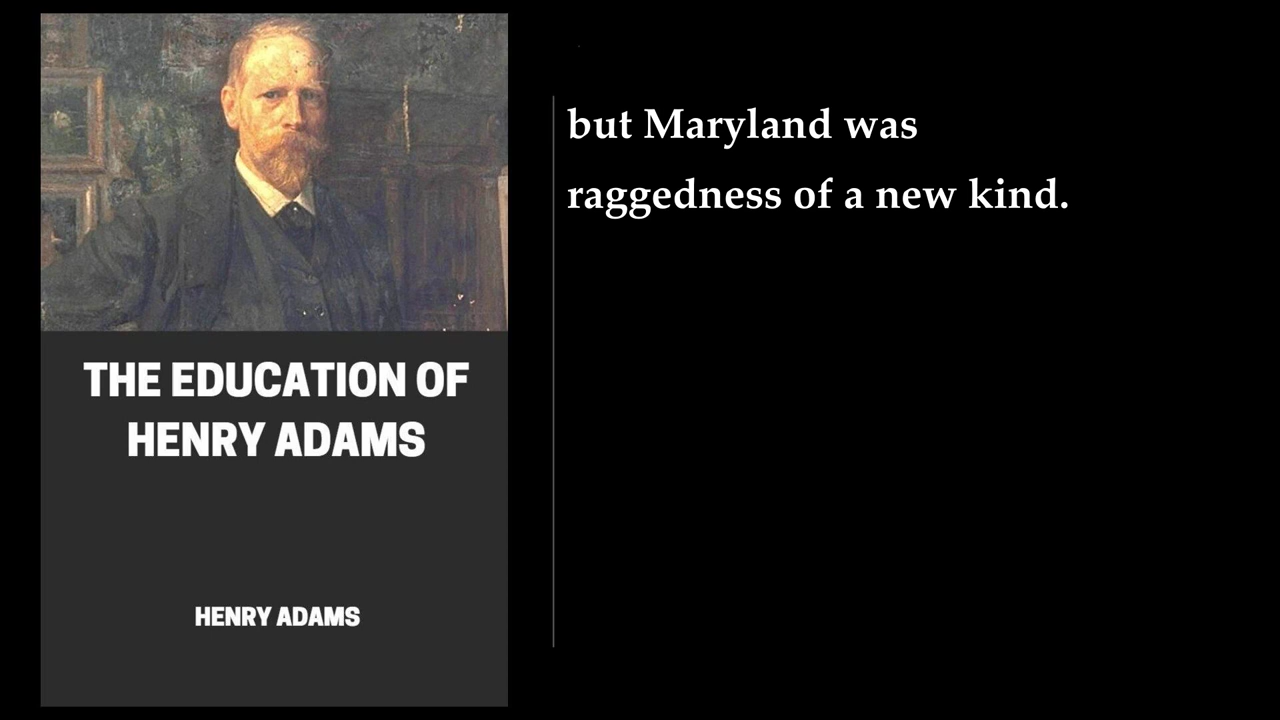 THE EDUCATION OF
HENRY ADAMS
HENRY ADAMS
but Maryland was
raggedness of a new kind.